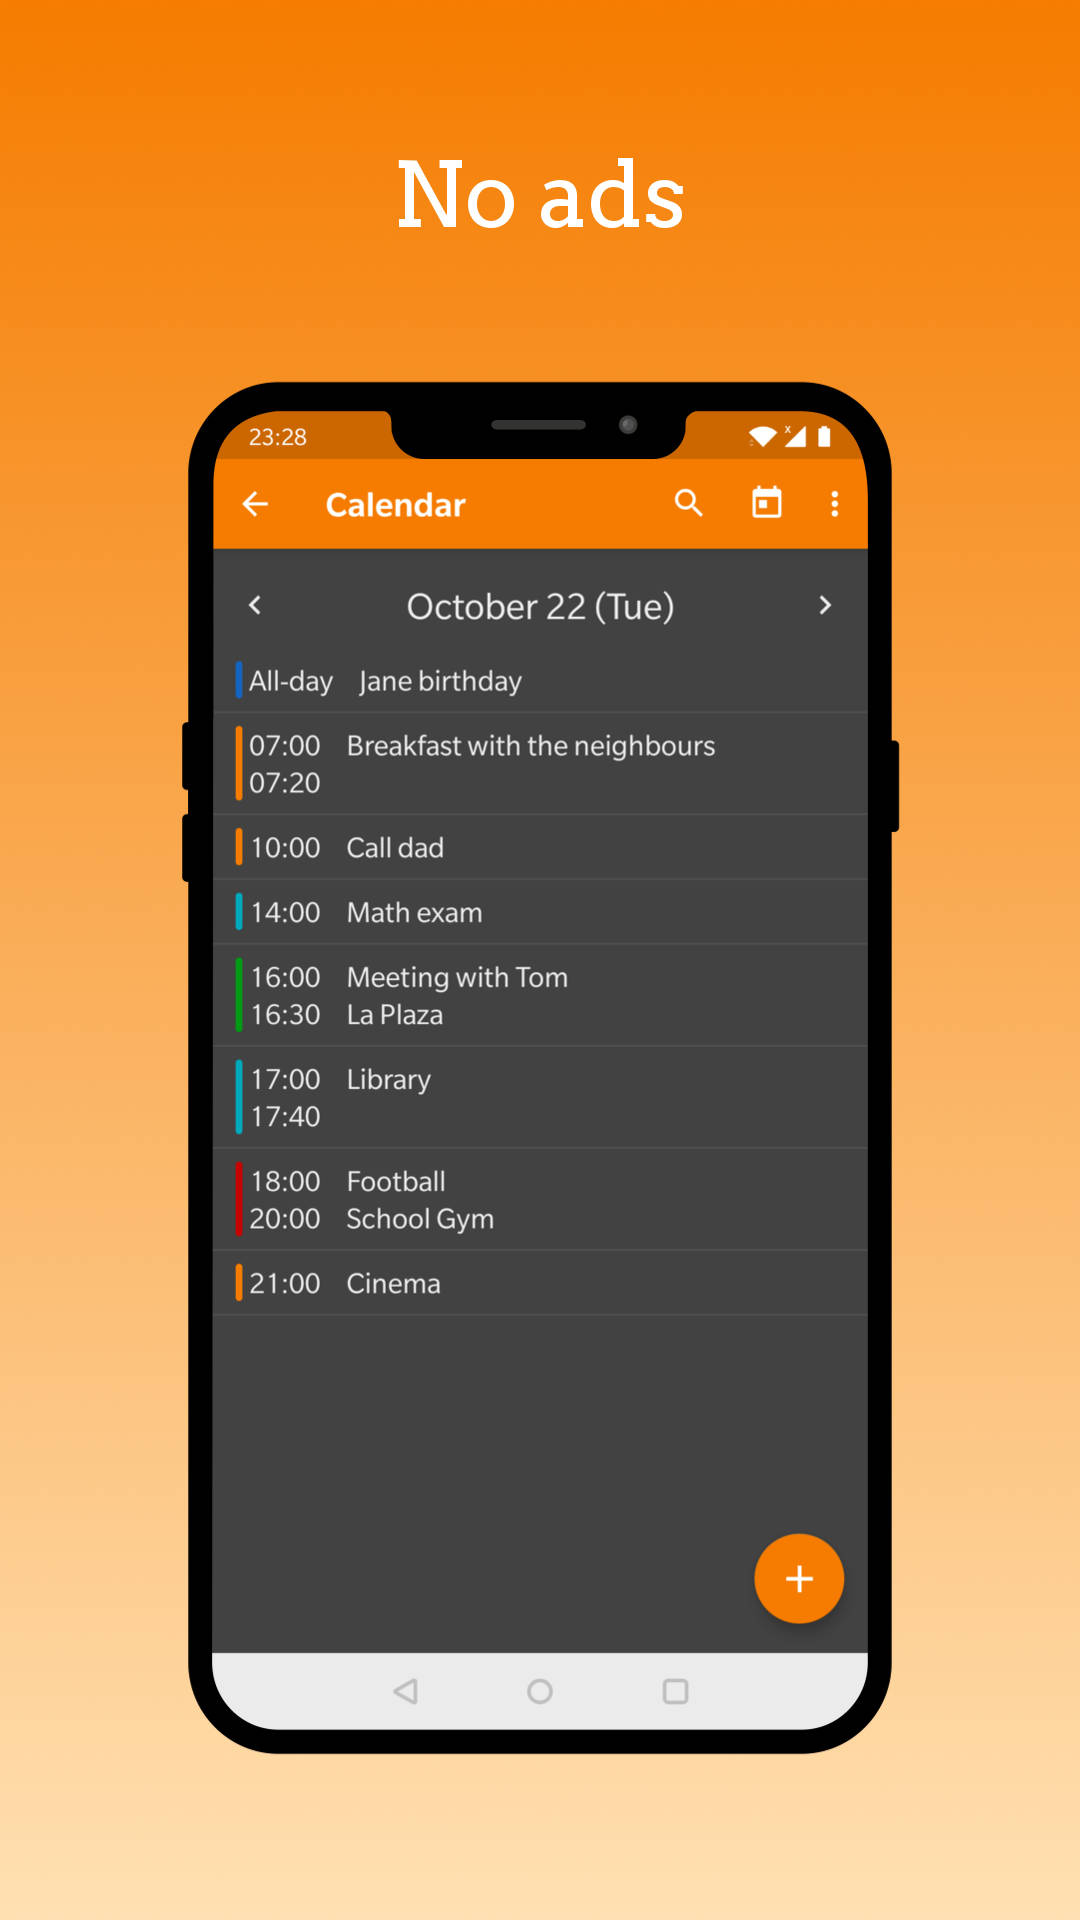 No ads
23:28
Calendar
October 22 (Tue)
All-day Jane birthday
07:00 Breakfast with the neighbours
07:20
10:00 Call dad
14:00 Math exam
16:00 Meeting with Tom
16:30 La Plaza
17:00 Library
17:40
18:00 Football
20:00 School Gym
21:00 Cinema